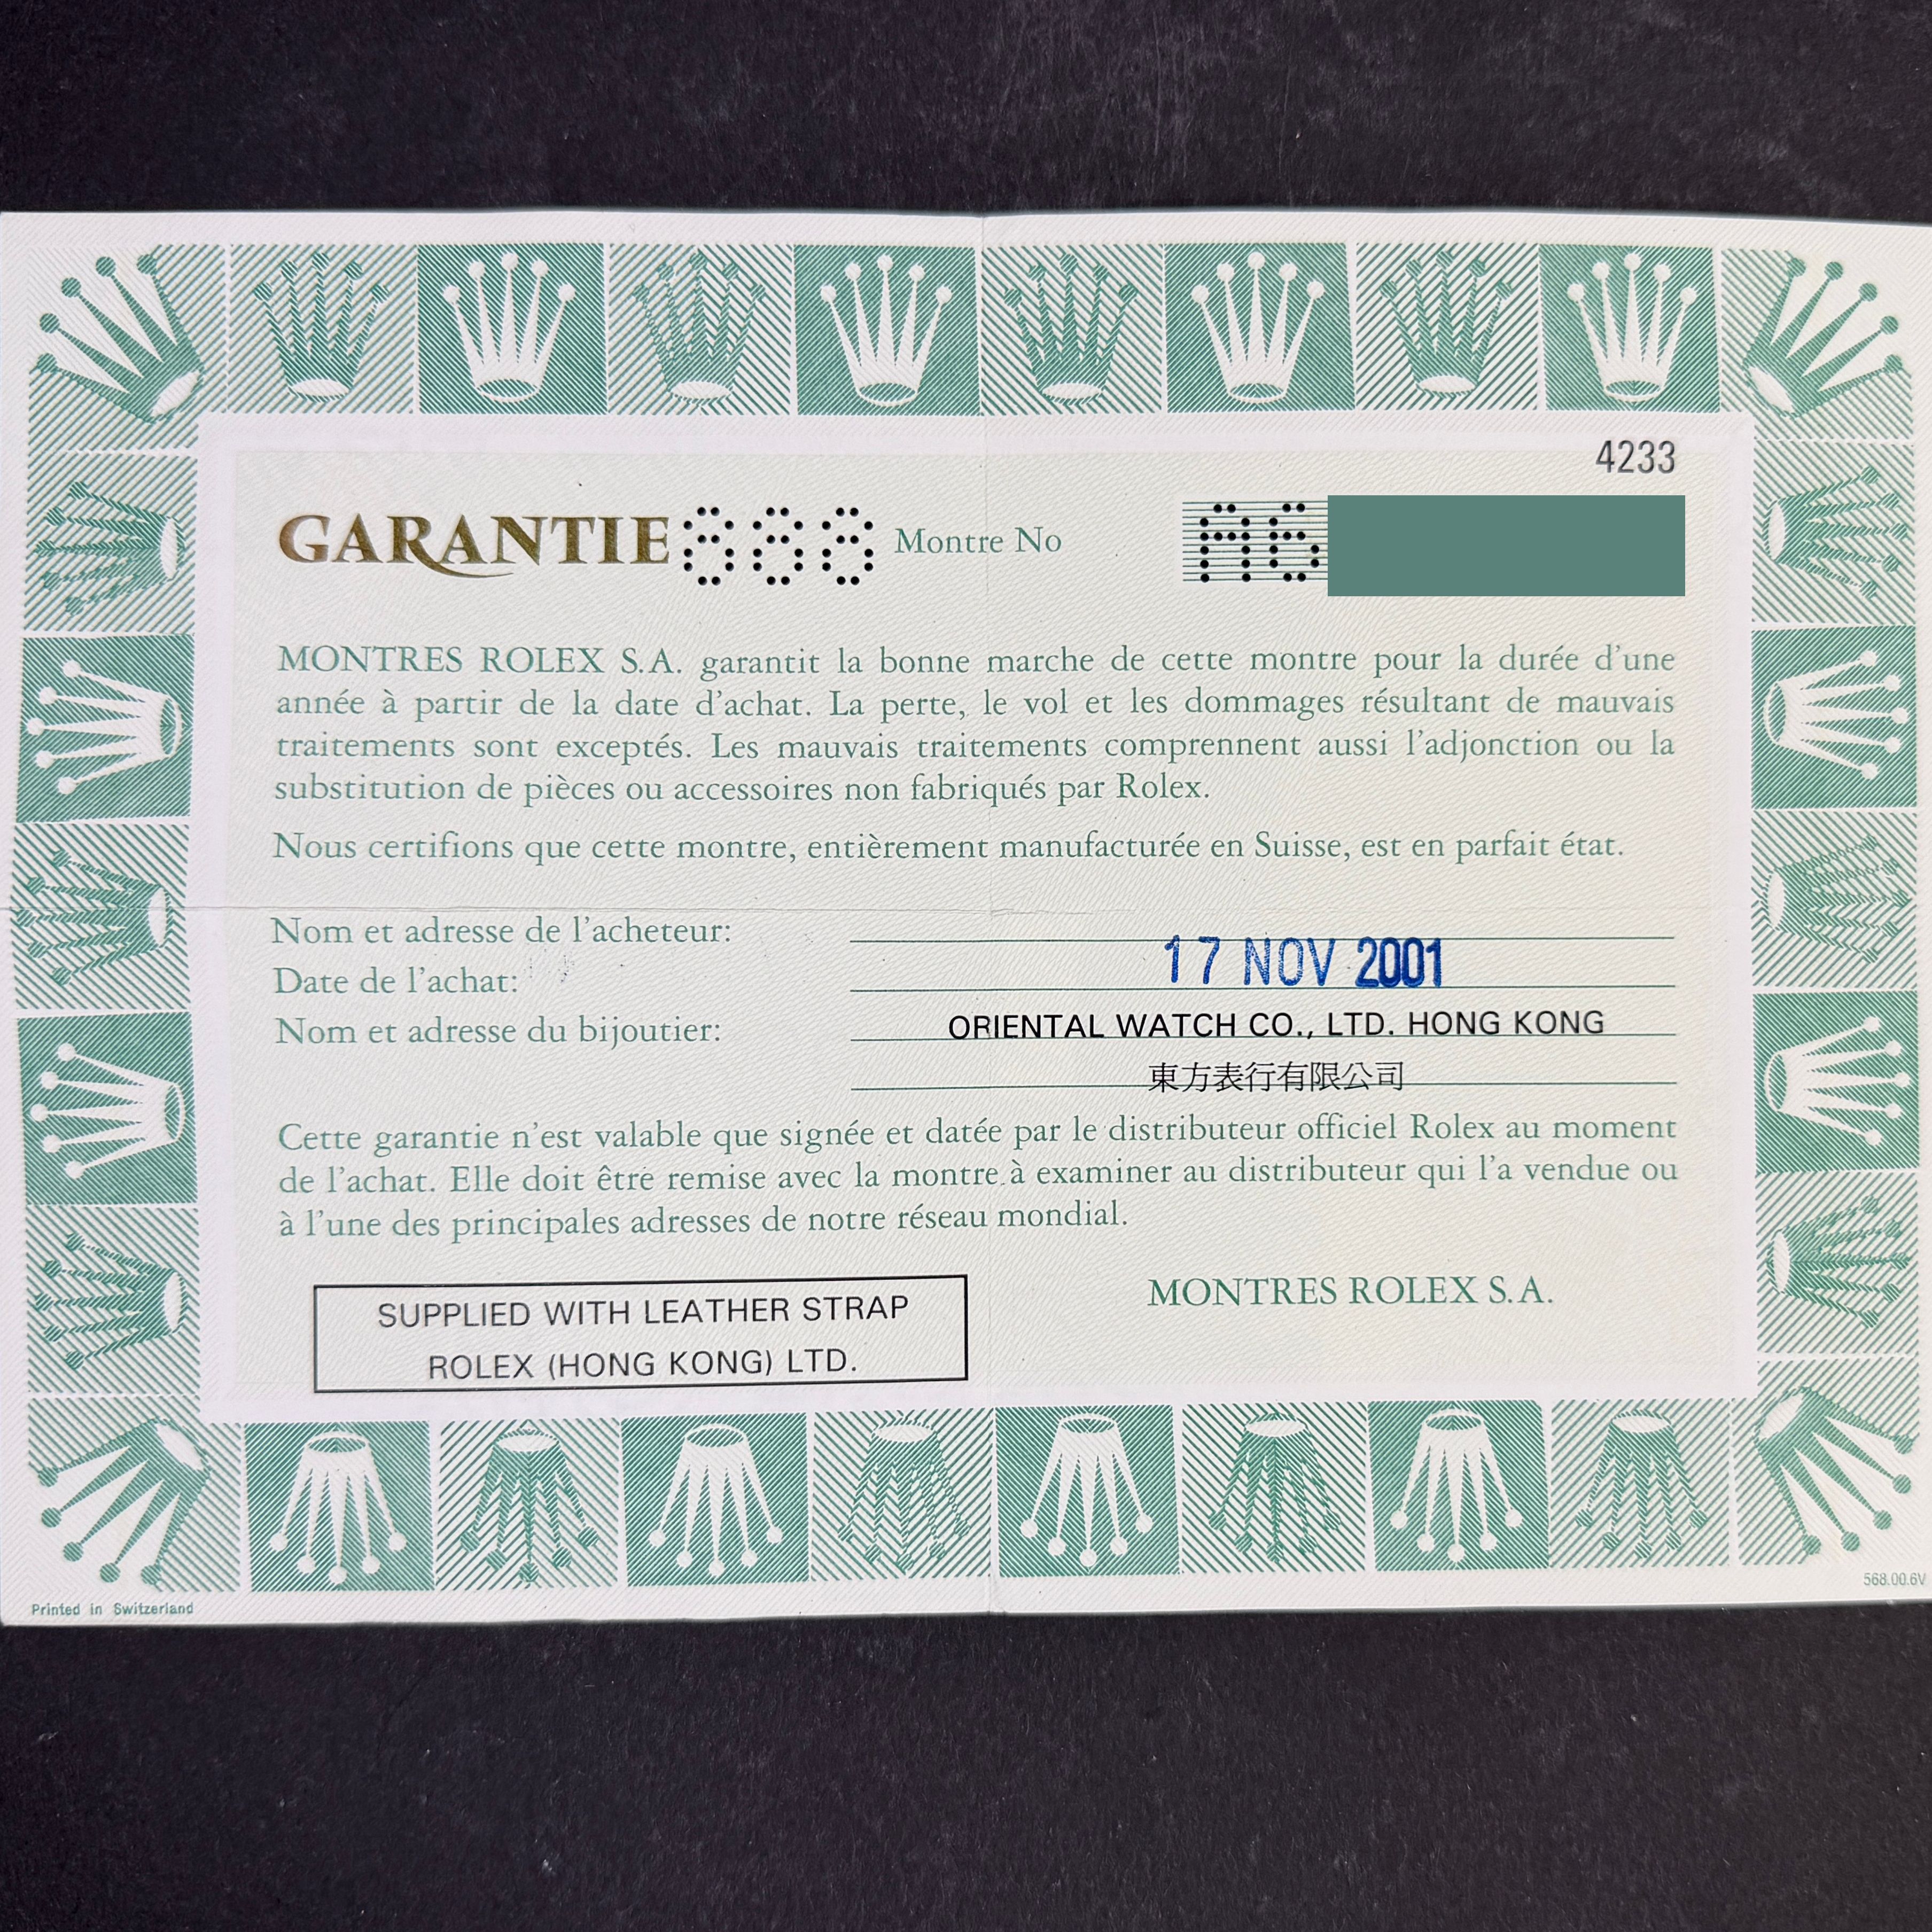 4233
GARANTIE 888 Montre No A6
MONTRES ROLEX S.A. garantit la bonne marche de cette montre pour la durée d’une
année à partir de la date d’achat. La perte, le vol et les dommages résultant de mauvais
traitements sont exceptés. Les mauvais traitements comprennent aussi l’adjonction ou la
substitution de pièces ou accessoires non fabriqués par Rolex.
Nous certifions que cette montre, entièrement manufacturée en Suisse, est en parfait état.
Nom et adresse de l’acheteur:
Date de l’achat: 17 NOV 2001
Nom et adresse du bijoutier: ORIENTAL WATCH CO., LTD. HONG KONG
東方表行有限公司
Cette garantie n’est valable que signée et datée par le distributeur officiel Rolex au moment
de l’achat. Elle doit être remise avec la montre à examiner au distributeur qui l’a vendue ou
à l’une des principales adresses de notre réseau mondial.
MONTRES ROLEX S.A.
SUPPLIED WITH LEATHER STRAP
ROLEX (HONG KONG) LTD.
568.00.6V
Printed in Switzerland